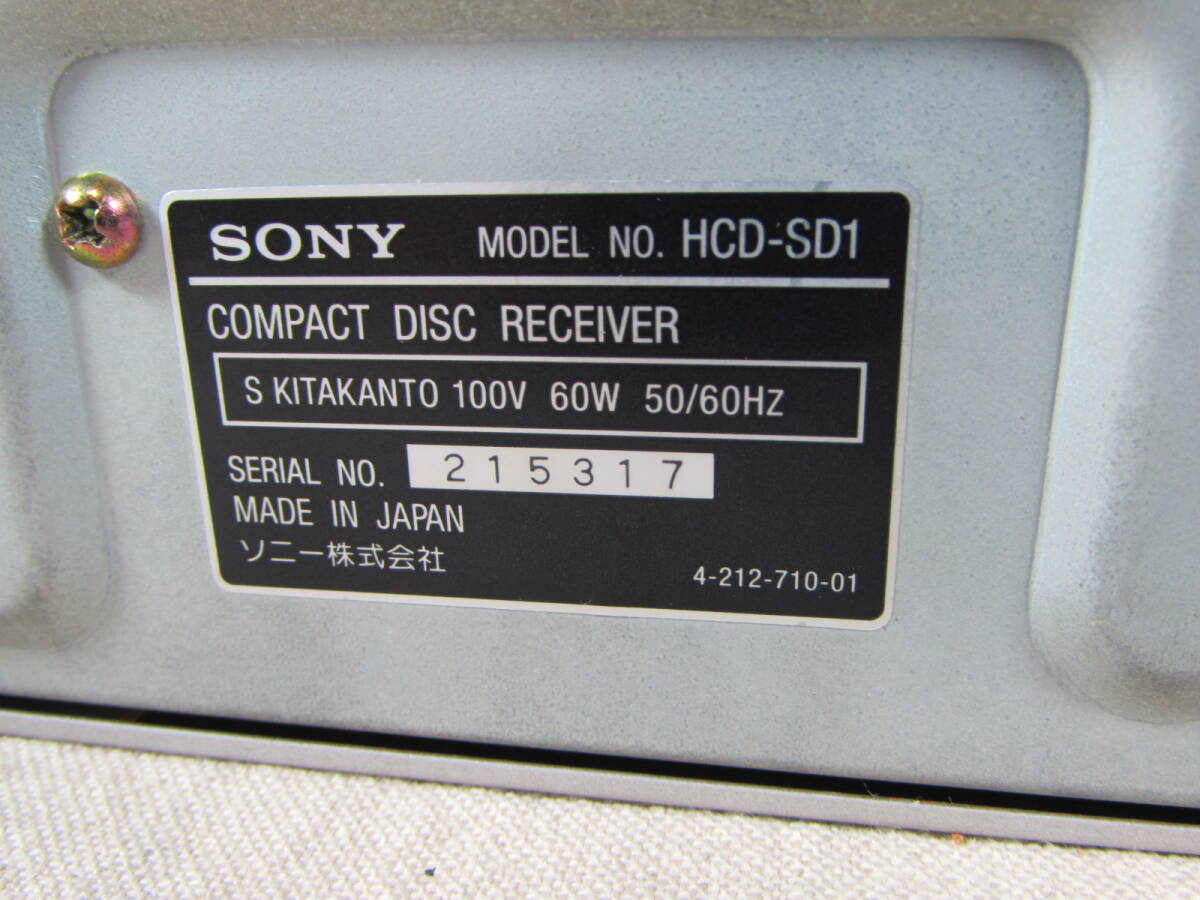 SONY MODEL NO. HCD-SD1
COMPACT DISC RECEIVER
S KITAKANTO 100V 60W 50/60HZ
SERIAL NO. 215317
MADE IN JAPAN
ソニー株式会社
4-212-710-01